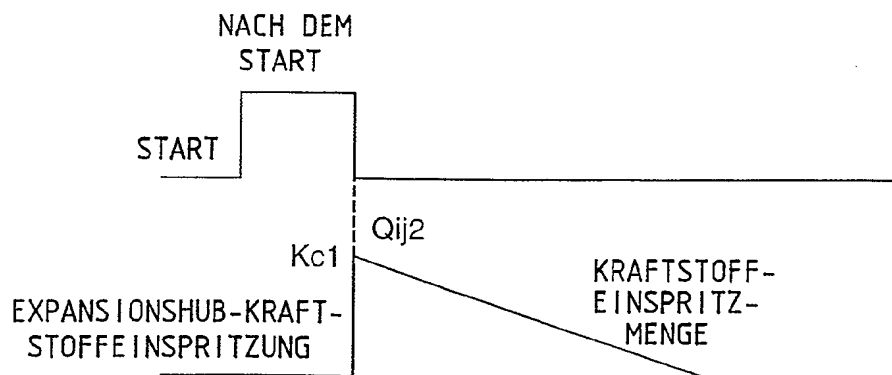 NACH DEM
START
START
Qij2
Kc1
KRAFTSTOFF-
EINSPRITZ-
MENGE
EXPANSIONSHUB-KRAFT-
STOFFEINSPRITZUNG